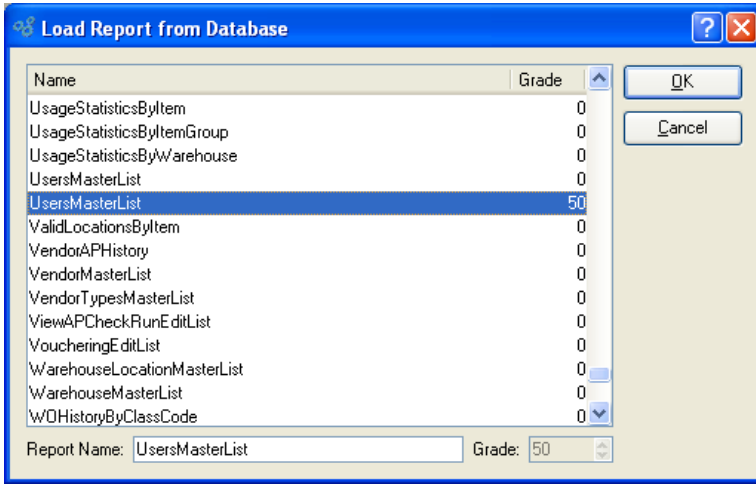 Load Report from Database
Name Grade
UsageStatisticsByItem 0
UsageStatisticsByItemGroup 0
UsageStatisticsByWarehouse 0
UsersMasterList 0
UsersMasterList 50
ValidLocationsByItem 0
VendorAPHistory 0
VendorMasterList 0
VendorTypesMasterList 0
ViewAPCheckRunEditList 0
VoucheringEditList 0
WarehouseLocationMasterList 0
WarehouseMasterList 0
WOHistoryByClassCode 0
OK
Cancel
Report Name: UsersMasterList Grade: 50